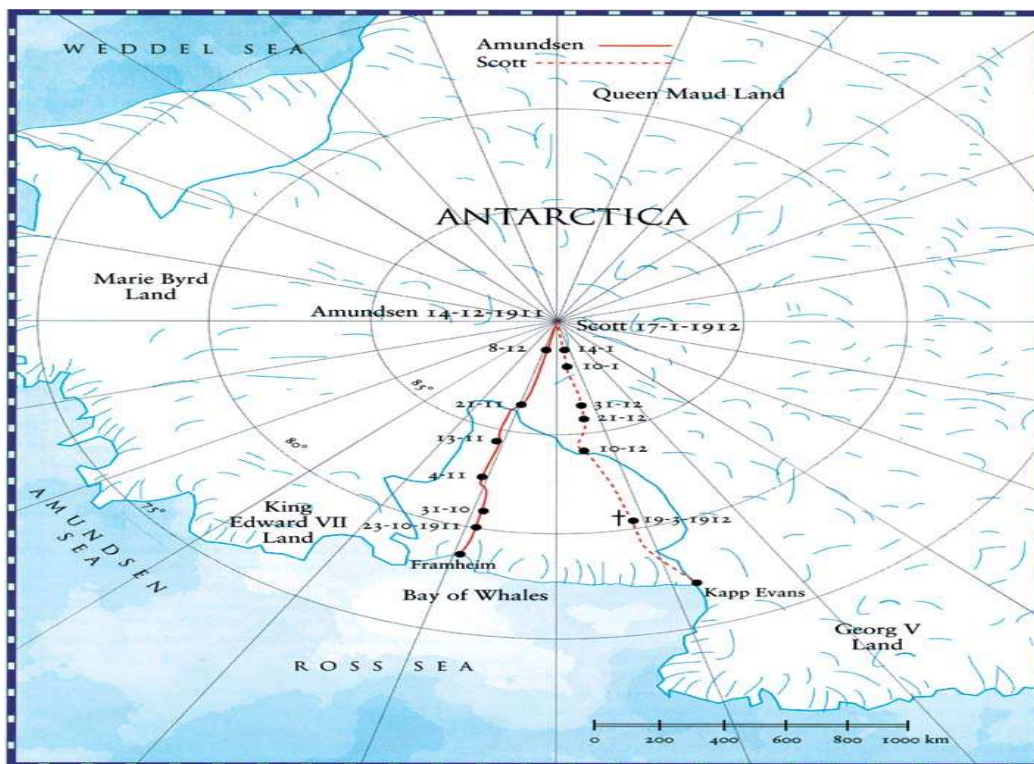 WEDDEL SEA
Amundsen
Scott
Queen Maud Land
ANTARCTICA
Marie Byrd
Land
Amundsen 14-12-1911
Scott 17-1-1912
8-12
14-1
10-1
85°
21-11
31-12
21-12
13-11
10-12
80°
4-11
King
Edward VII
Land
31-10
23-10-1911
19-3-1912
75°
AMUNDSEN
SEA
Framheim
Bay of Whales
Kapp Evans
Georg V
Land
ROSS SEA
0 200 400 600 800 1000 km